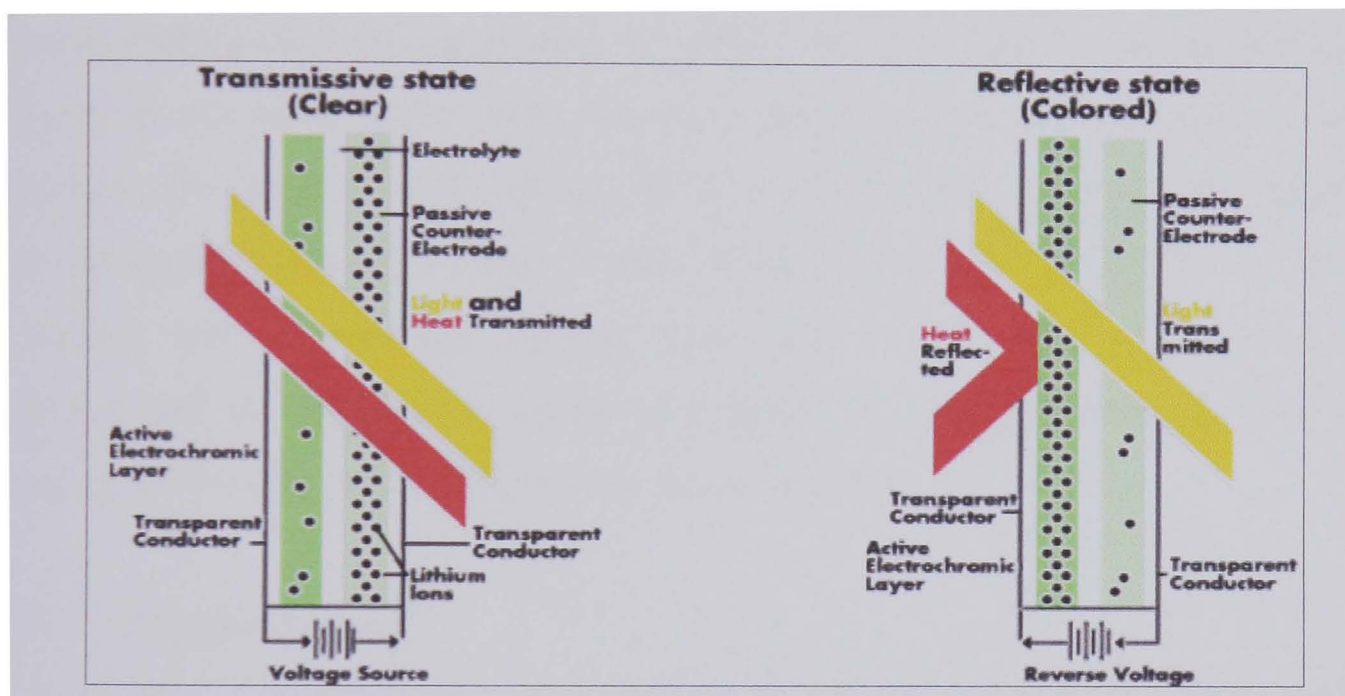 Transmissive state
(Clear)
Electrolyte
Passive
Counter-
Electrode
Light and
Heat Transmitted
Active
Electrochromic
Layer
Transparent
Conductor
Transparent
Conductor
Lithium
Ions
Voltage Source
Reflective state
(Colored)
Passive
Counter-
Electrode
Heat
Reflec-
ted
Light
Trans
mitted
Transparent
Conductor
Active
Electrochromic
Layer
Transparent
Conductor
Reverse Voltage